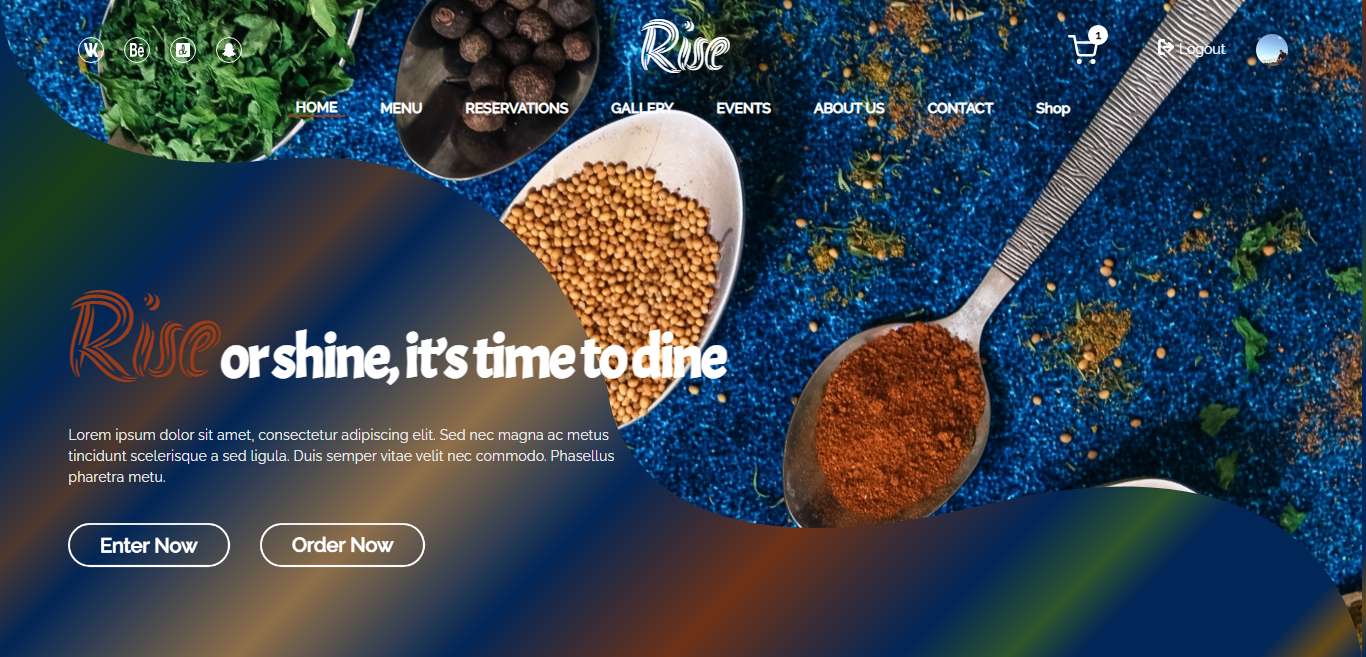 Rise
1
Logout
HOME MENU RESERVATIONS GALLERY EVENTS ABOUT US CONTACT Shop
Rise or shine, it's time to dine
Lorem ipsum dolor sit amet, consectetur adipiscing elit. Sed nec magna ac metus
tincidunt scelerisque a sed ligula. Duis semper vitae velit nec commodo. Phasellus
pharetra metu.
Enter Now Order Now